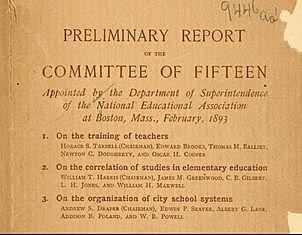 9446ad
PRELIMINARY REPORT
OF THE
COMMITTEE OF FIFTEEN
Appointed by the Department of Superintendence
of the National Educational Association
at Boston, Mass., February, 1893
1. On the training of teachers
HORACE S. TARBELL (CHAIRMAN), EDWARD BROOKS, THOMAS M. BALLIET,
NEWTON C. DOUGHERTY, AND OSCAR H. COOPER
2. On the correlation of studies in elementary education
WILLIAM T. HARRIS (CHAIRMAN), JAMES M. GREENWOOD, C. B. GILBERT,
L. H. JONES, AND WILLIAM H. MAXWELL
3. On the organization of city school systems
ANDREW S. DRAPER (CHAIRMAN), EDWIN P. SEAVER, ALBERT G. LANE,
ADDISON B. POLAND, AND W. B. POWELL